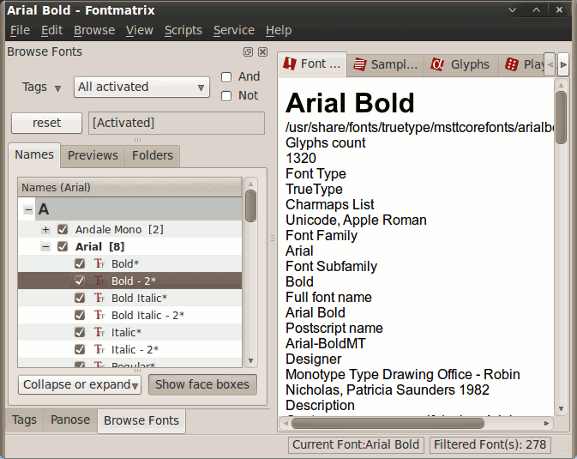 Arial Bold - Fontmatrix
File Edit Browse View Scripts Service Help
Browse Fonts
Tags
All activated
And
Not
reset
[Activated]
Names Previews Folders
Names (Arial)
A
Andale Mono [2]
Arial [8]
Bold*
Bold - 2*
Bold Italic*
Bold Italic - 2*
Italic*
Italic - 2*
Regular*
Collapse or expand
Show face boxes
Tags Panose Browse Fonts
Font ... Sampl... Glyphs Play
Arial Bold
/usr/share/fonts/truetype/msttcorefonts/arialb
Glyphs count
1320
Font Type
TrueType
Charmaps List
Unicode, Apple Roman
Font Family
Arial
Font Subfamily
Bold
Full font name
Arial Bold
Postscript name
Arial-BoldMT
Designer
Monotype Type Drawing Office - Robin
Nicholas, Patricia Saunders 1982
Description
Current Font:Arial Bold
Filtered Font(s): 278